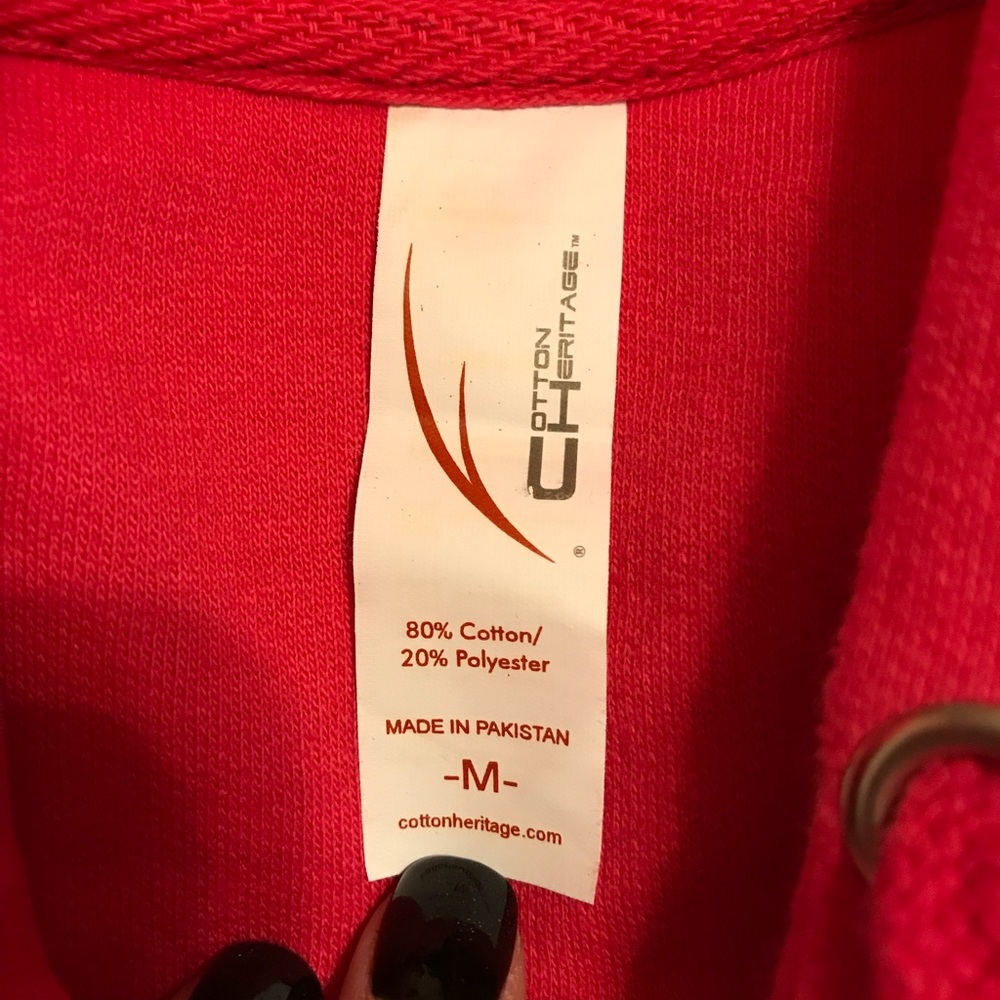 COTTON
HERITAGE™
®
80% Cotton/
20% Polyester
MADE IN PAKISTAN
-M-
cottonheritage.com